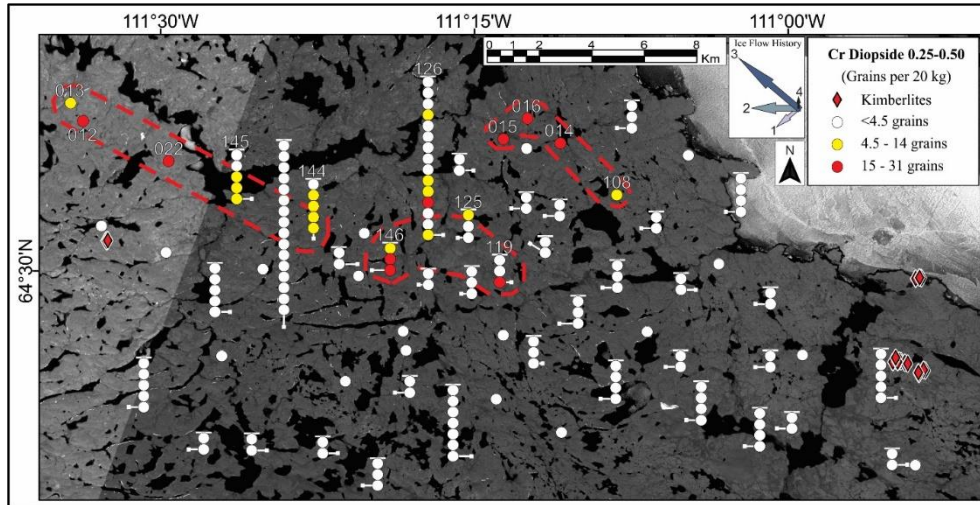 111°30'W
111°15'W
111°00'W
64°30'N
0 1 2 4 6 8
Km
Ice Flow History
3
2
1
4
N
Cr Diopside 0.25-0.50
(Grains per 20 kg)
Kimberlites
<4.5 grains
4.5 - 14 grains
15 - 31 grains
013
012
022
145
144
126
016
015
014
108
125
146
119